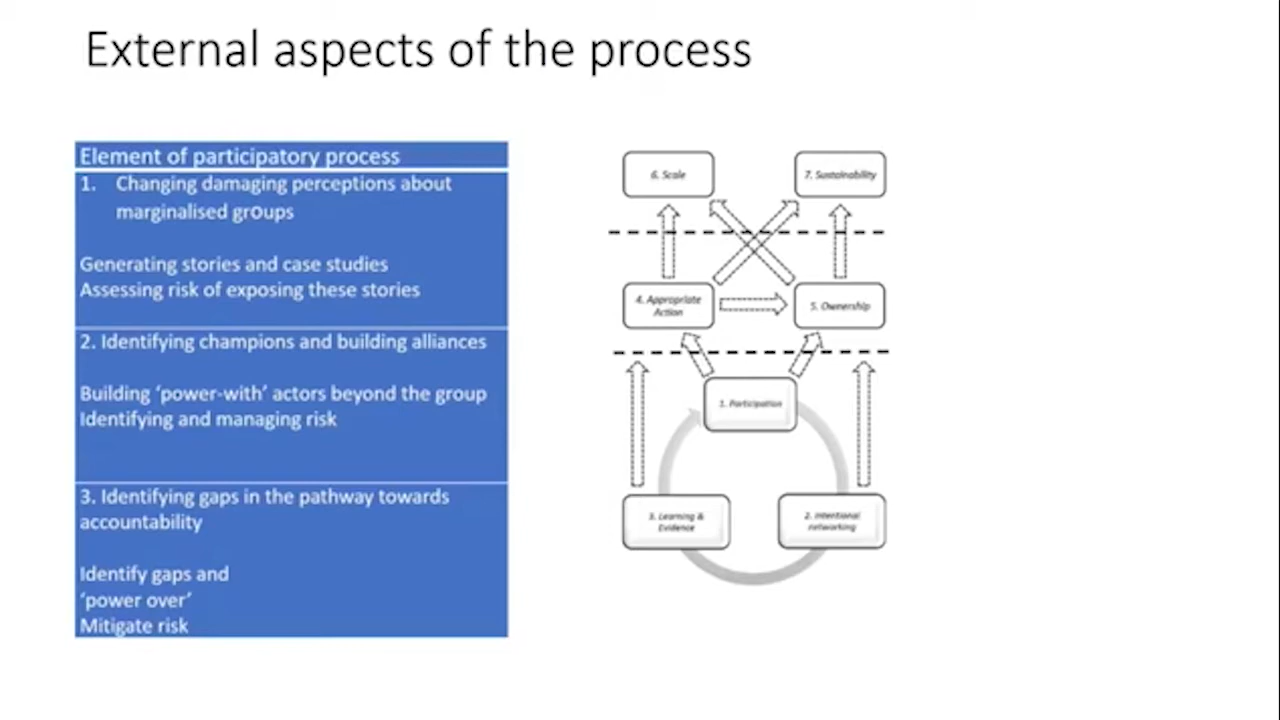 External aspects of the process
Element of participatory process
1. Changing damaging perceptions about
marginalised groups
Generating stories and case studies
Assessing risk of exposing these stories
2. Identifying champions and building alliances
Building ‘power-with’ actors beyond the group
Identifying and managing risk
3. Identifying gaps in the pathway towards
accountability
Identify gaps and
‘power over’
Mitigate risk
6. Scale
7. Sustainability
4. Appropriate
Action
5. Ownership
1. Participation
3. Learning &
Evidence
2. Intentional
networking